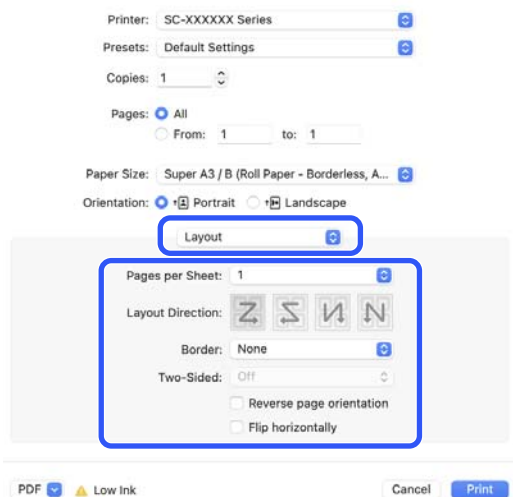 Printer: SC-XXXXXX Series
Presets: Default Settings
Copies: 1
Pages: All
From: 1 to: 1
Paper Size: Super A3 / B (Roll Paper - Borderless, A...
Orientation: Portrait Landscape
Layout
Pages per Sheet: 1
Layout Direction:
Border: None
Two-Sided: Off
Reverse page orientation
Flip horizontally
PDF Low Ink Cancel Print